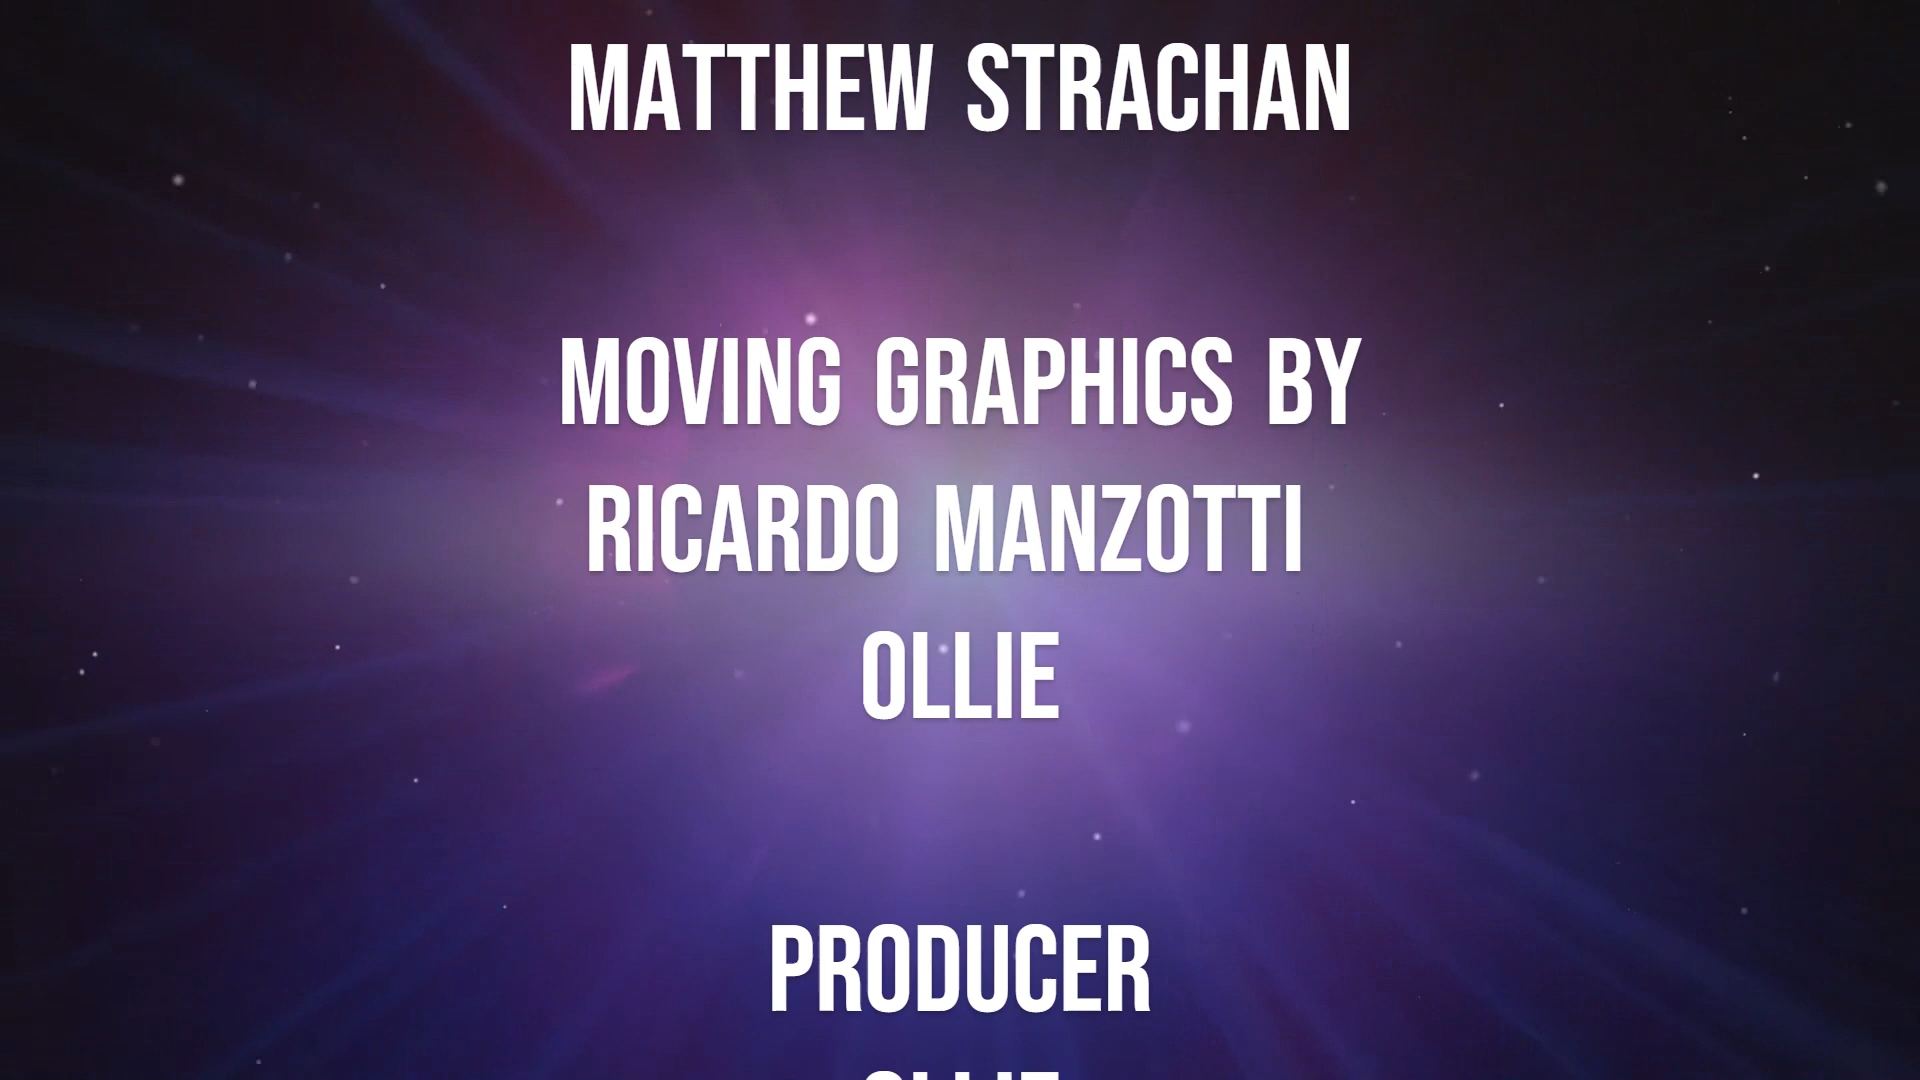 MATTHEW STRACHAN
MOVING GRAPHICS BY
RICARDO MANZOTTI
OLLIE
PRODUCER